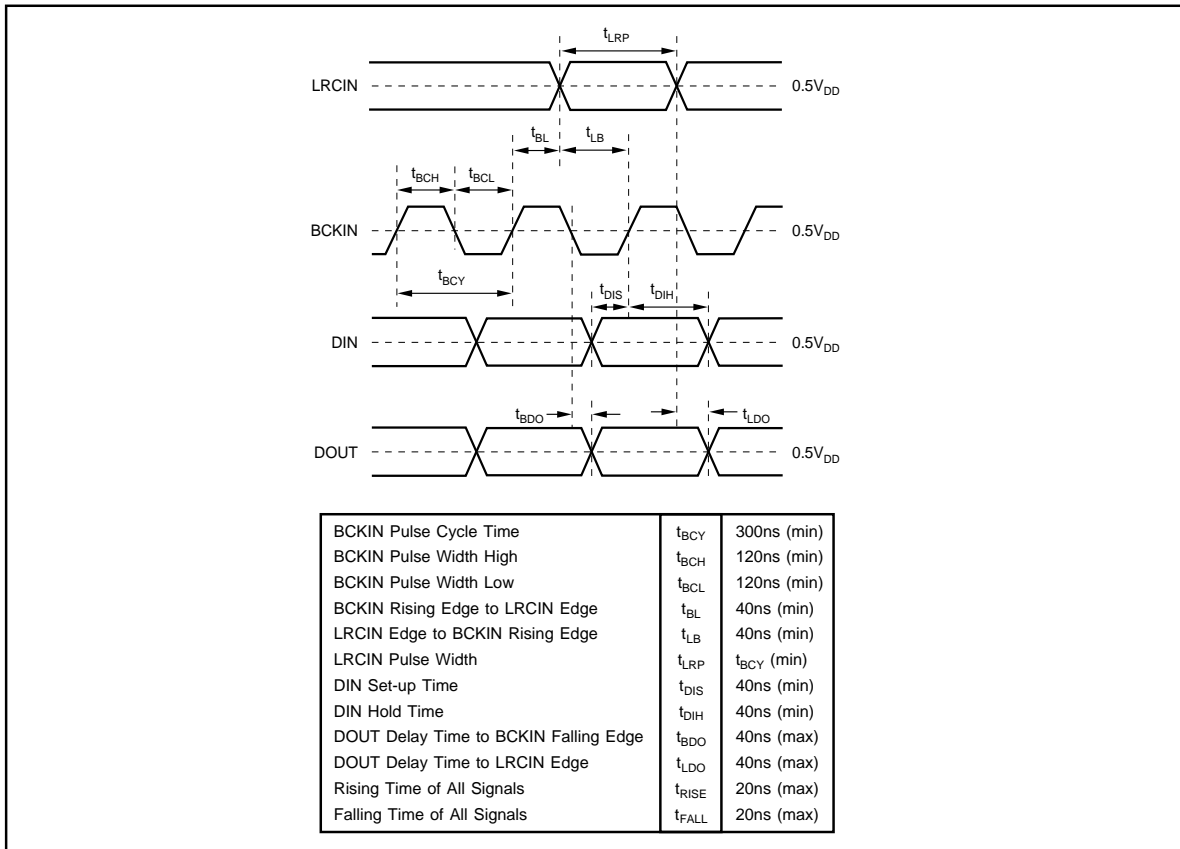 tLRP
LRCIN
0.5VDD
tBL
tLB
tBCH
tBCL
BCKIN
0.5VDD
tBCY
tDIS
tDIH
DIN
0.5VDD
tBDO
tLDO
DOUT
0.5VDD
BCKIN Pulse Cycle Time tBCY 300ns (min)
BCKIN Pulse Width High tBCH 120ns (min)
BCKIN Pulse Width Low tBCL 120ns (min)
BCKIN Rising Edge to LRCIN Edge tBL 40ns (min)
LRCIN Edge to BCKIN Rising Edge tLB 40ns (min)
LRCIN Pulse Width tLRP tBCY (min)
DIN Set-up Time tDIS 40ns (min)
DIN Hold Time tDIH 40ns (min)
DOUT Delay Time to BCKIN Falling Edge tBDO 40ns (max)
DOUT Delay Time to LRCIN Edge tLDO 40ns (max)
Rising Time of All Signals tRISE 20ns (max)
Falling Time of All Signals tFALL 20ns (max)